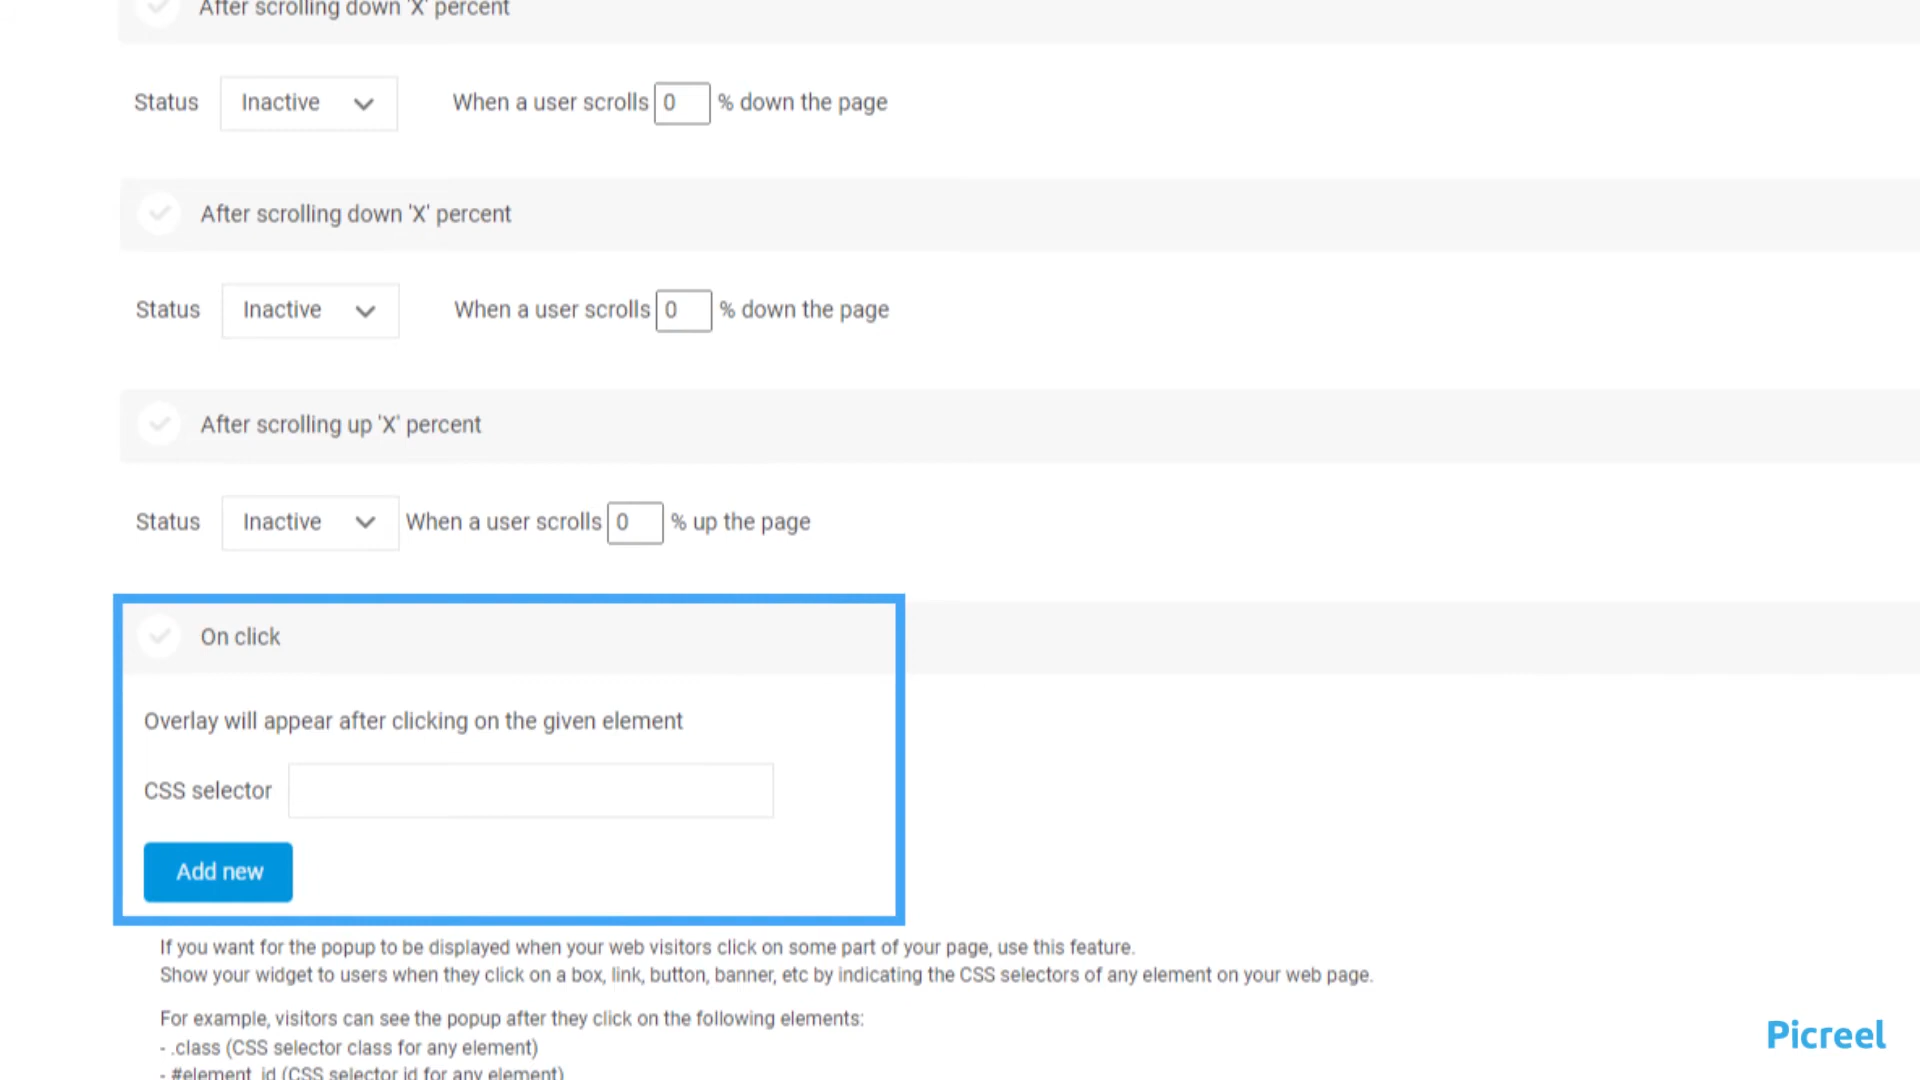 After scrolling down 'X' percent
Status Inactive When a user scrolls 0 % down the page
After scrolling down 'X' percent
Status Inactive When a user scrolls 0 % down the page
After scrolling up 'X' percent
Status Inactive When a user scrolls 0 % up the page
On click
Overlay will appear after clicking on the given element
CSS selector
Add new
If you want for the popup to be displayed when your web visitors click on some part of your page, use this feature.
Show your widget to users when they click on a box, link, button, banner, etc by indicating the CSS selectors of any element on your web page.
For example, visitors can see the popup after they click on the following elements:
- .class (CSS selector class for any element)
- #element_id (CSS selector id for any element)
Picreel